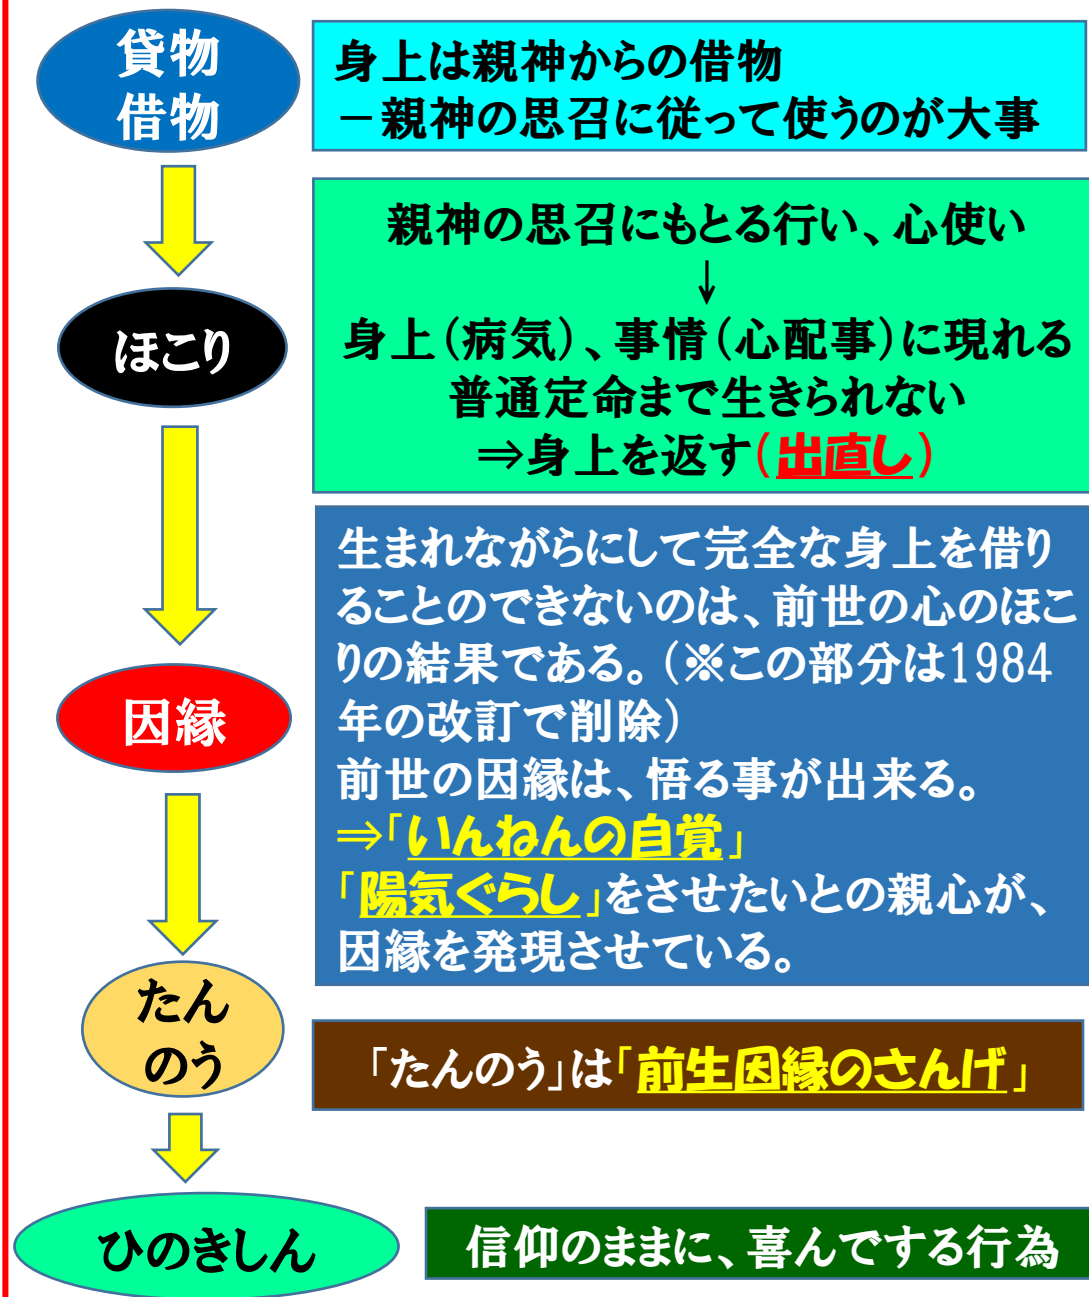 貸物
借物
身上は親神からの借物
－親神の思召に従って使うのが大事
親神の思召にもとる行い、心使い
↓
身上（病気）、事情（心配事）に現れる
普通定命まで生きられない
⇒身上を返す（出直し）
ほこり
生まれながらにして完全な身上を借り
ることのできないのは、前世の心のほこ
りの結果である。（※この部分は1984
年の改訂で削除）
前世の因縁は、悟る事が出来る。
⇒「いんねんの自覚」
「陽気ぐらし」をさせたいとの親心が、
因縁を発現させている。
因縁
たん
のう
「たんのう」は「前生因縁のさんげ」
ひのきしん
信仰のままに、喜んでする行為